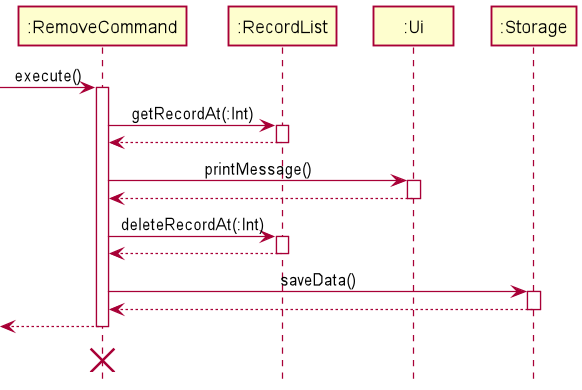 :RemoveCommand
:RecordList
:Ui
:Storage
execute()
getRecordAt(:Int)
printMessage()
deleteRecordAt(:Int)
saveData()